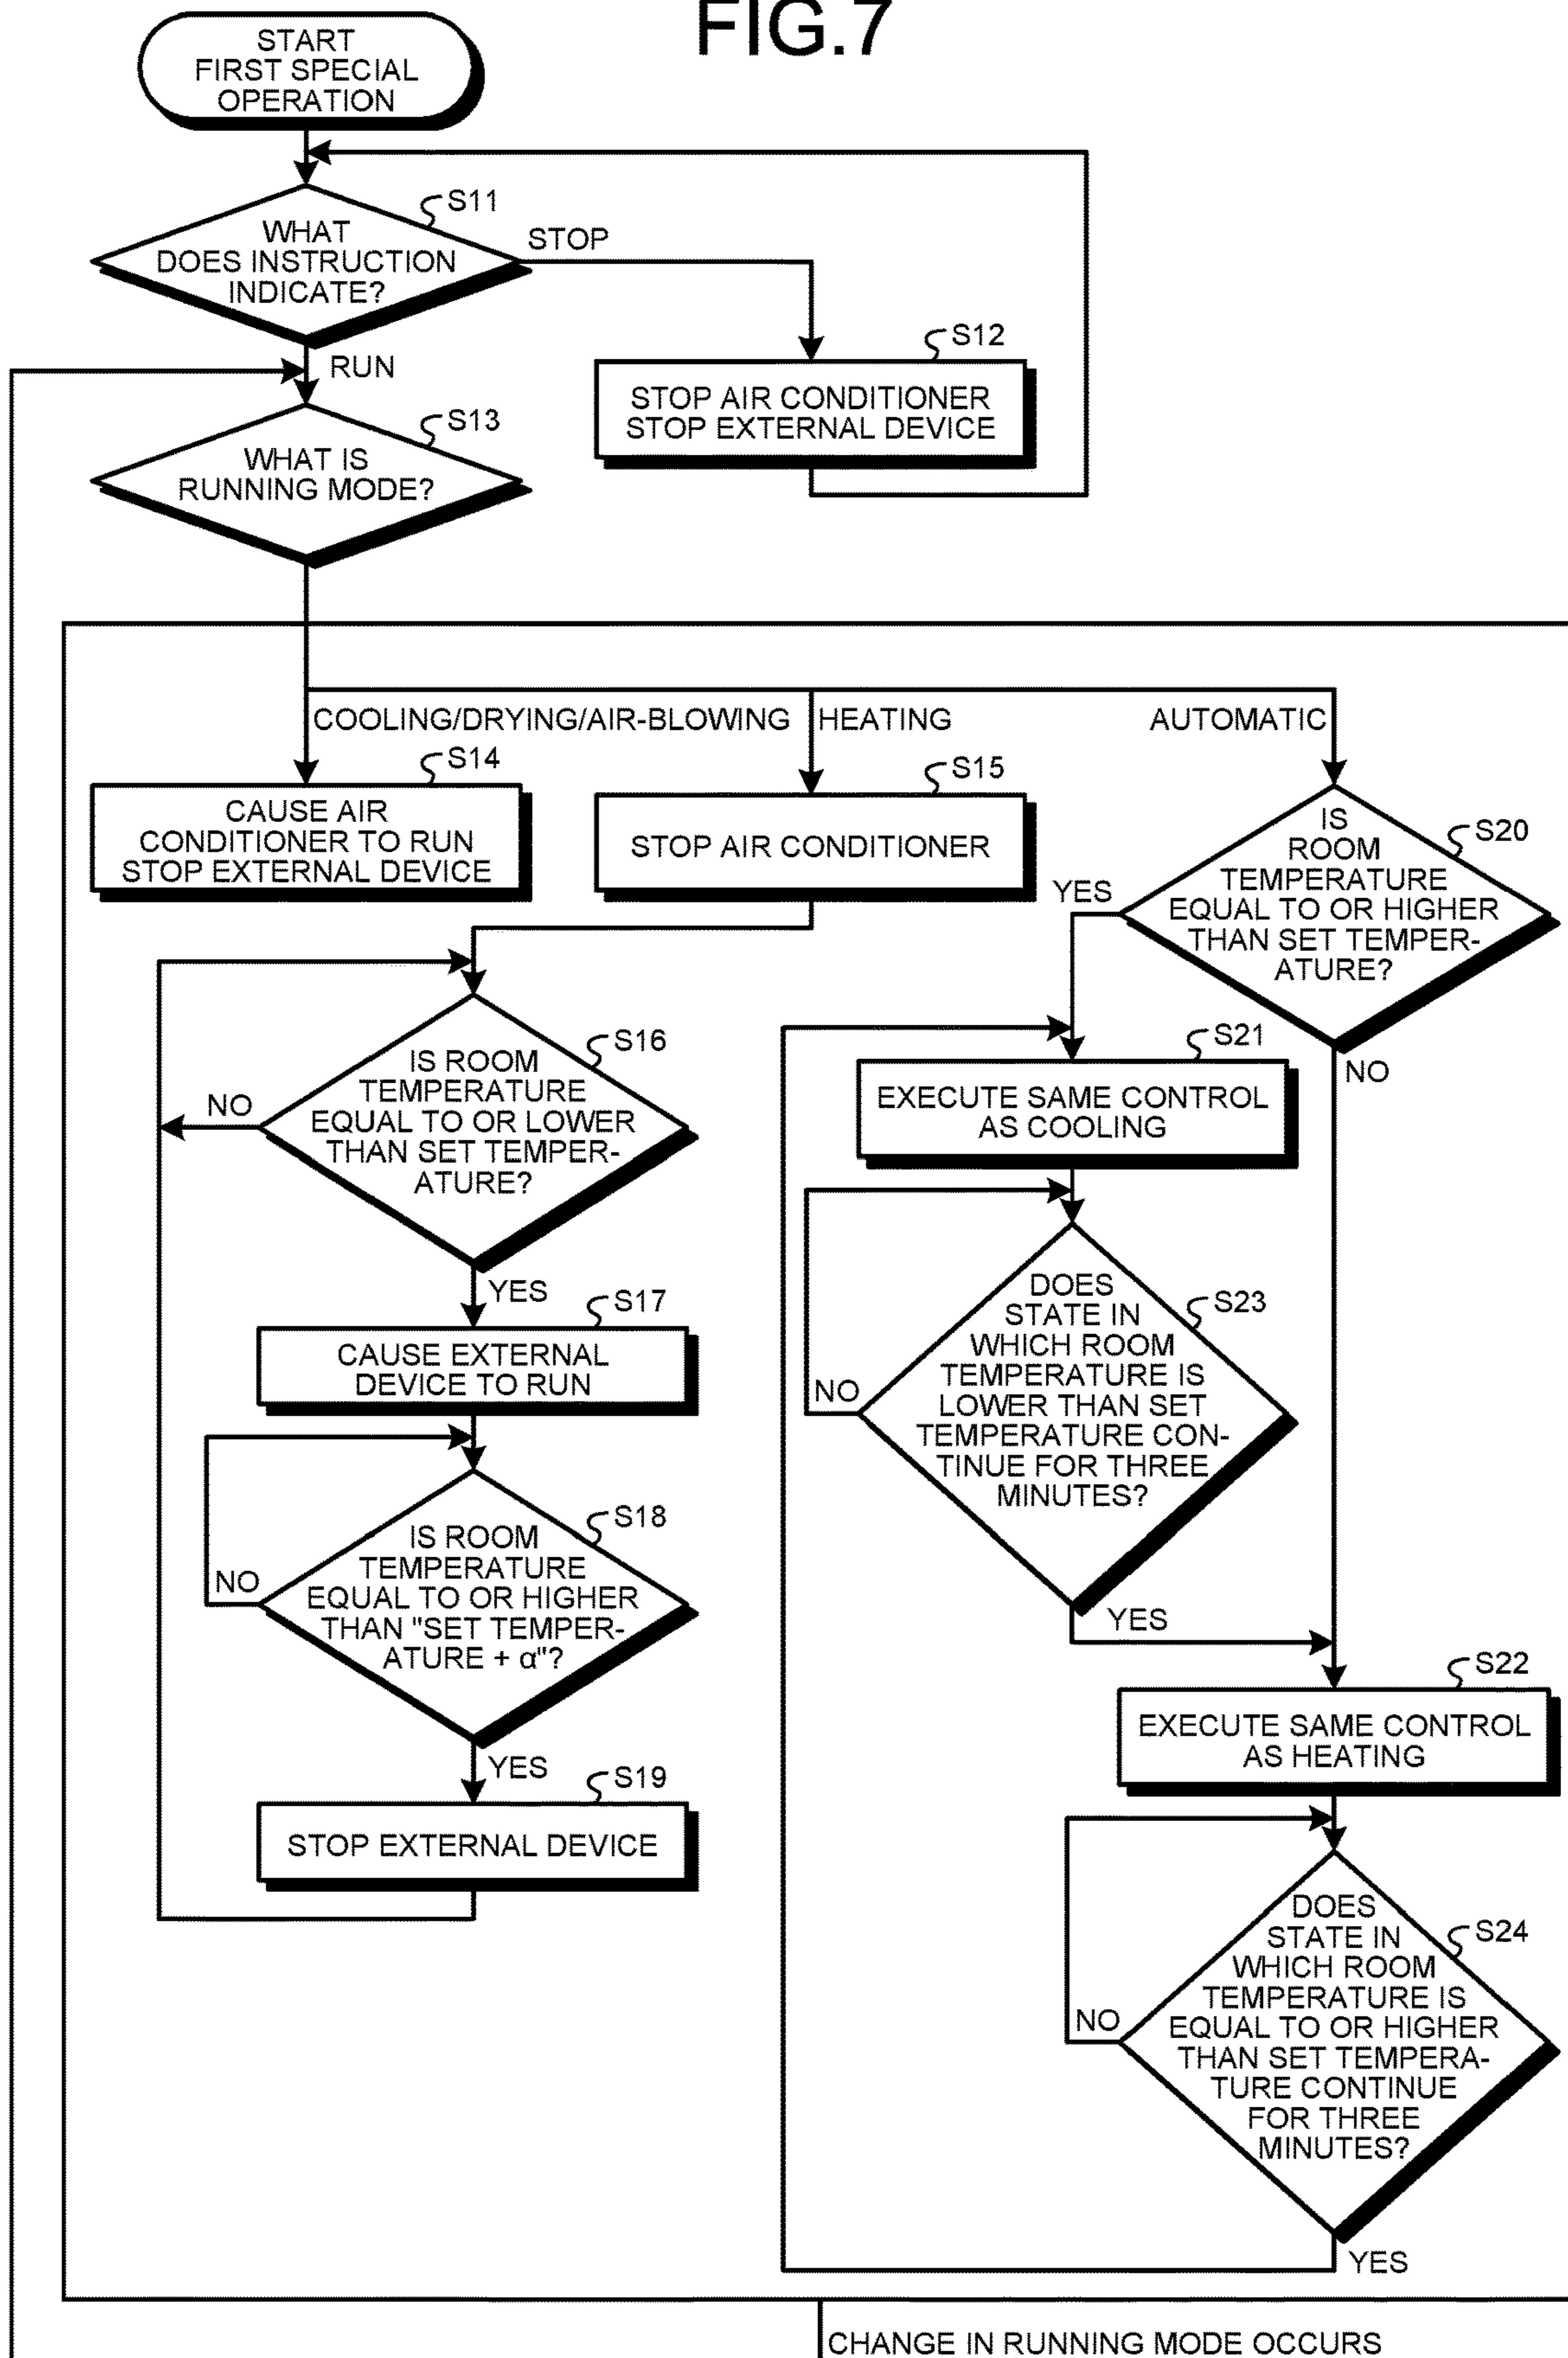 FIG.7
START
FIRST SPECIAL
OPERATION
S11
WHAT
DOES INSTRUCTION
INDICATE?
STOP
S12
STOP AIR CONDITIONER
STOP EXTERNAL DEVICE
RUN
S13
WHAT IS
RUNNING MODE?
COOLING/DRYING/AIR-BLOWING
HEATING
AUTOMATIC
S14
CAUSE AIR
CONDITIONER TO RUN
STOP EXTERNAL DEVICE
S15
STOP AIR CONDITIONER
S16
IS ROOM
TEMPERATURE
EQUAL TO OR LOWER
THAN SET TEMPER-
ATURE?
NO
YES
S17
CAUSE EXTERNAL
DEVICE TO RUN
S18
IS ROOM
TEMPERATURE
EQUAL TO OR HIGHER
THAN "SET TEMPER-
ATURE + α"?
NO
YES
S19
STOP EXTERNAL DEVICE
S20
IS
ROOM
TEMPERATURE
EQUAL TO OR HIGHER
THAN SET TEMPER-
ATURE?
YES
NO
S21
EXECUTE SAME CONTROL
AS COOLING
S23
DOES
STATE IN
WHICH ROOM
TEMPERATURE IS
LOWER THAN SET
TEMPERATURE CON-
TINUE FOR THREE
MINUTES?
NO
YES
S22
EXECUTE SAME CONTROL
AS HEATING
S24
DOES
STATE IN
WHICH ROOM
TEMPERATURE IS
EQUAL TO OR HIGHER
THAN SET TEMPERA-
TURE CONTINUE
FOR THREE
MINUTES?
NO
YES
CHANGE IN RUNNING MODE OCCURS